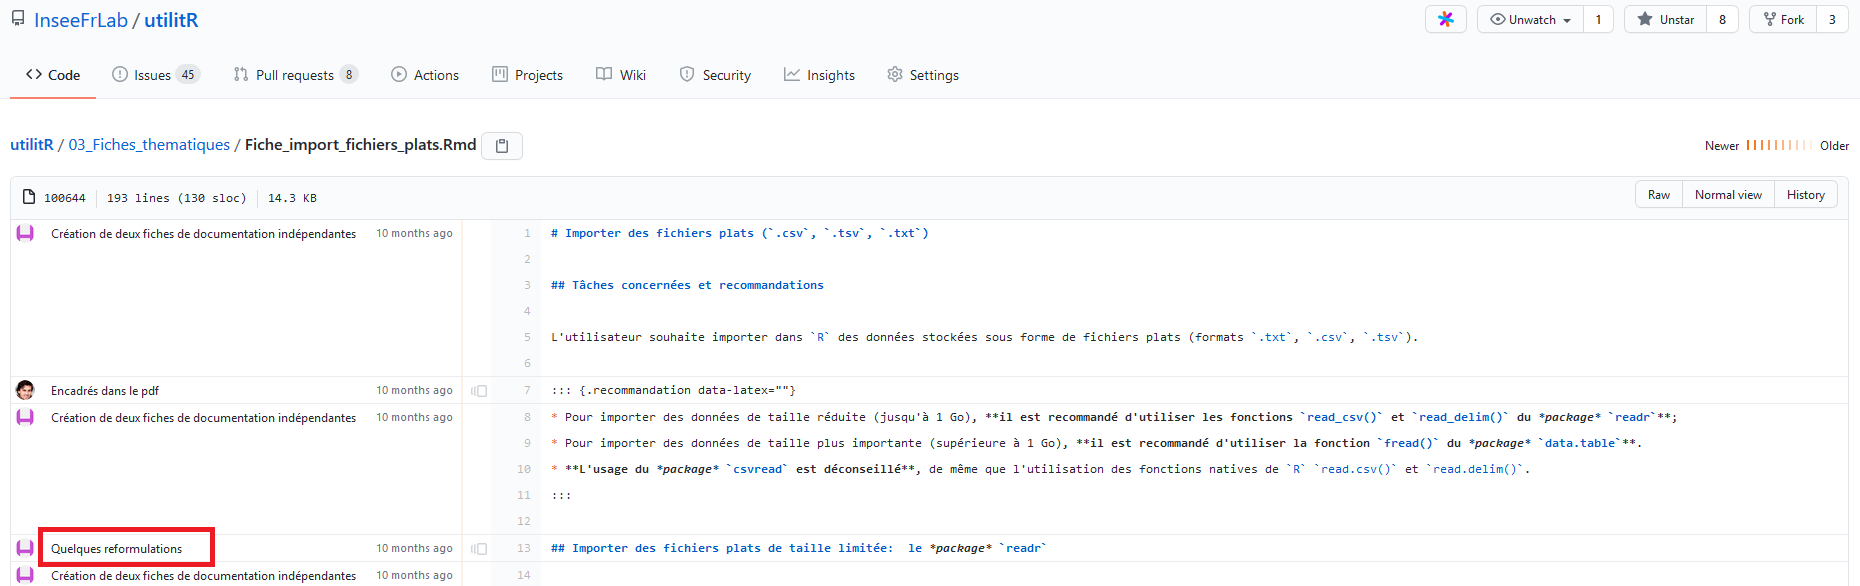 InseeFrLab / utilitR
Unwatch 1 Unstar 8 Fork 3
Code Issues 45 Pull requests 8 Actions Projects Wiki Security Insights Settings
utilitR / 03_Fiches_thematiques / Fiche_import_fichiers_plats.Rmd
Newer Older
100644 193 lines (130 sloc) 14.3 KB
Raw Normal view History
Création de deux fiches de documentation indépendantes 10 months ago 1 # Importer des fichiers plats (`.csv`, `.tsv`, `.txt`)
2
3 ## Tâches concernées et recommandations
4
5 L'utilisateur souhaite importer dans `R` des données stockées sous forme de fichiers plats (formats `.txt`, `.csv`, `.tsv`).
6
Encadrés dans le pdf 10 months ago 7 ::: {.recommandation data-latex=""}
Création de deux fiches de documentation indépendantes 10 months ago 8 * Pour importer des données de taille réduite (jusqu'à 1 Go), **il est recommandé d'utiliser les fonctions `read_csv()` et `read_delim()` du *package* `readr`**;
9 * Pour importer des données de taille plus importante (supérieure à 1 Go), **il est recommandé d'utiliser la fonction `fread()` du *package* `data.table`**.
10 * **L'usage du *package* `csvread` est déconseillé**, de même que l'utilisation des fonctions natives de `R` `read.csv()` et `read.delim()`.
11 :::
12
Quelques reformulations 10 months ago 13 ## Importer des fichiers plats de taille limitée:  le *package* `readr`
Création de deux fiches de documentation indépendantes 10 months ago 14